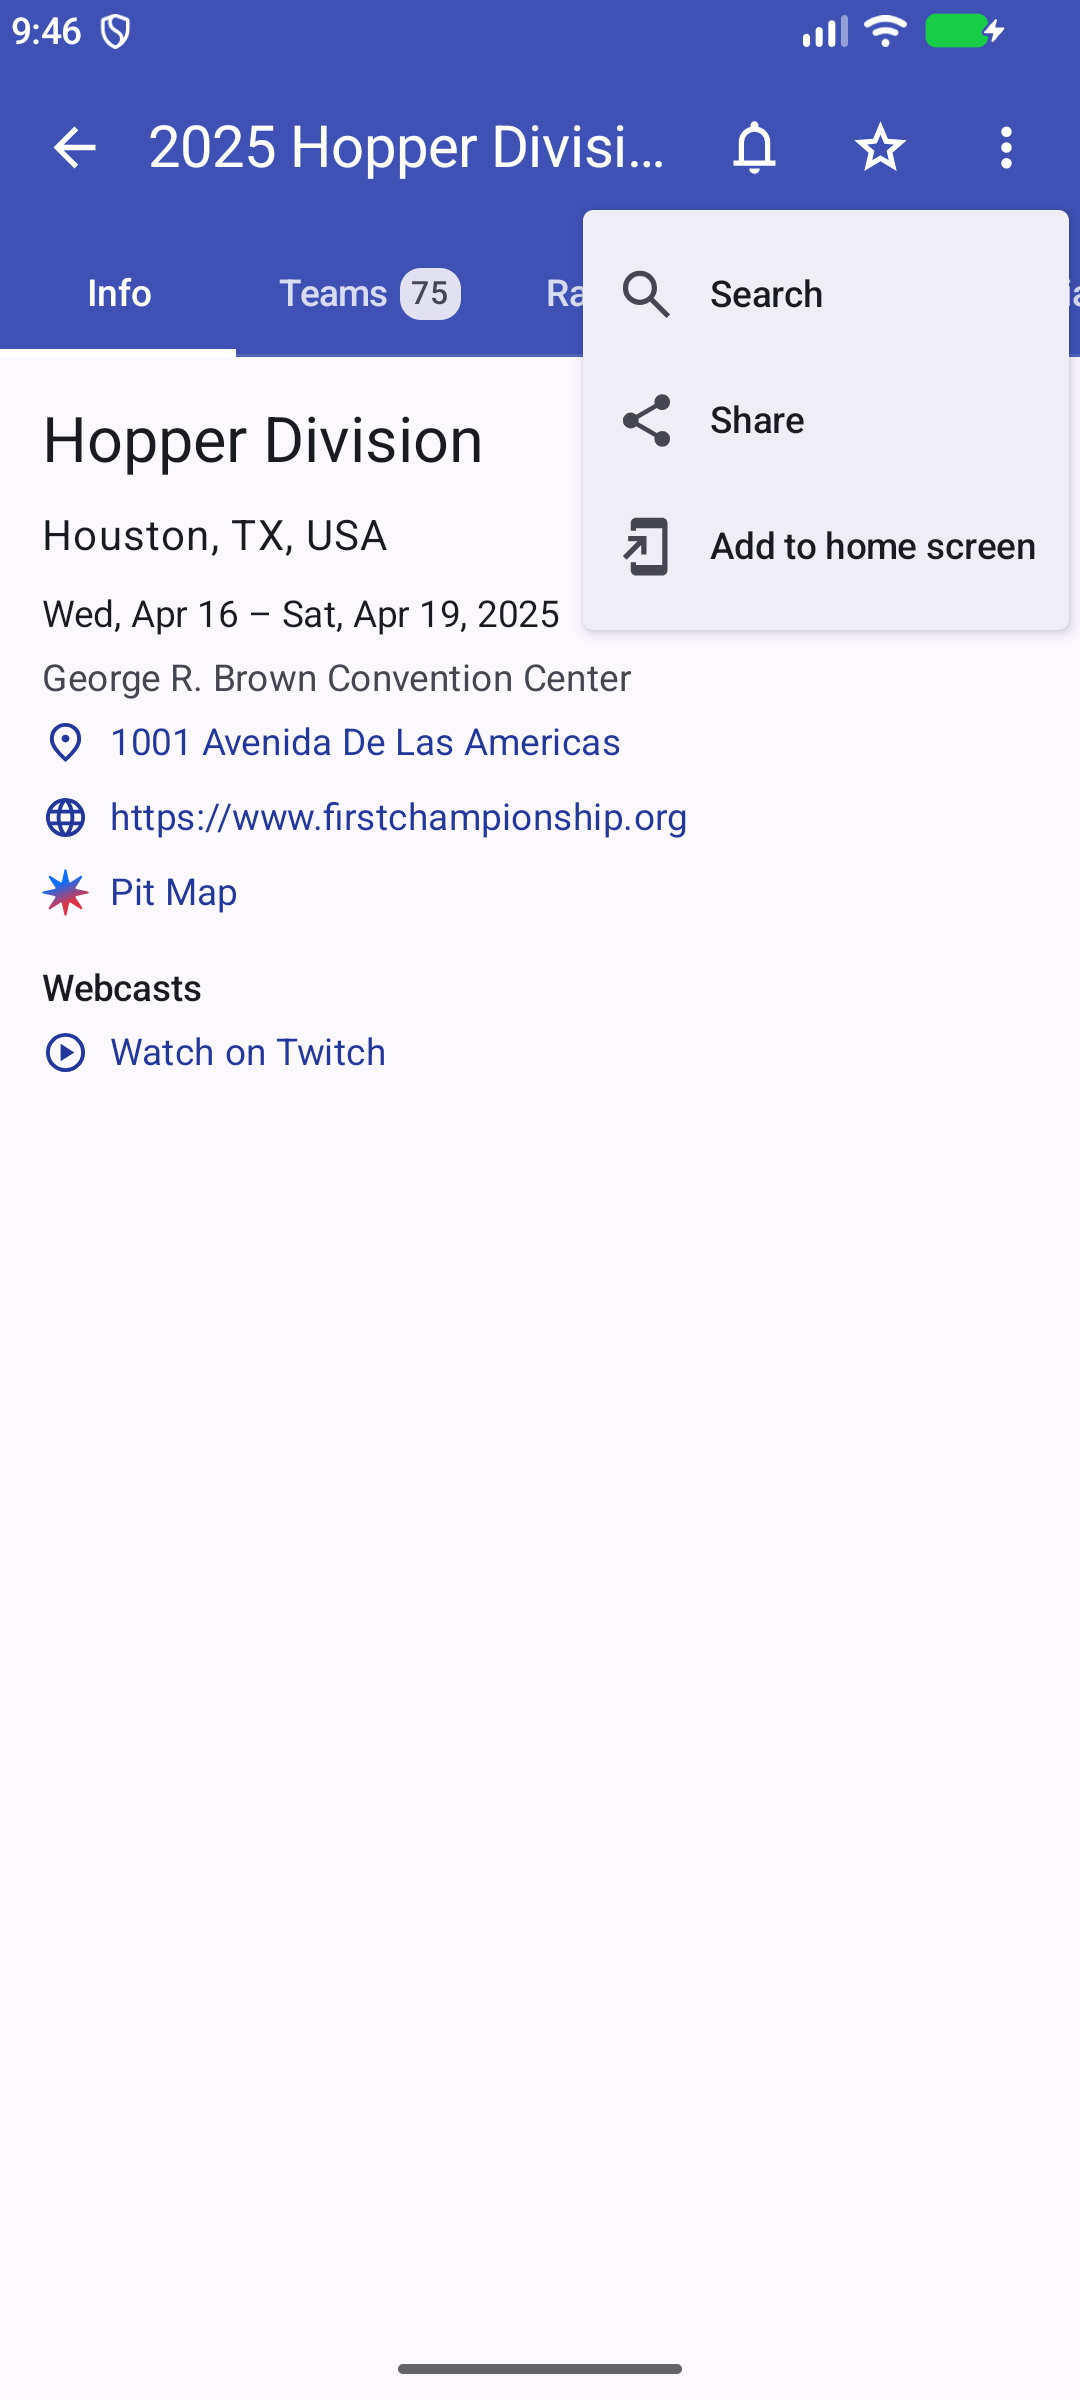 9:46
2025 Hopper Divisi...
Info
Teams 75
Ra
Search
Share
Add to home screen
Hopper Division
Houston, TX, USA
Wed, Apr 16 – Sat, Apr 19, 2025
George R. Brown Convention Center
1001 Avenida De Las Americas
https://www.firstchampionship.org
Pit Map
Webcasts
Watch on Twitch